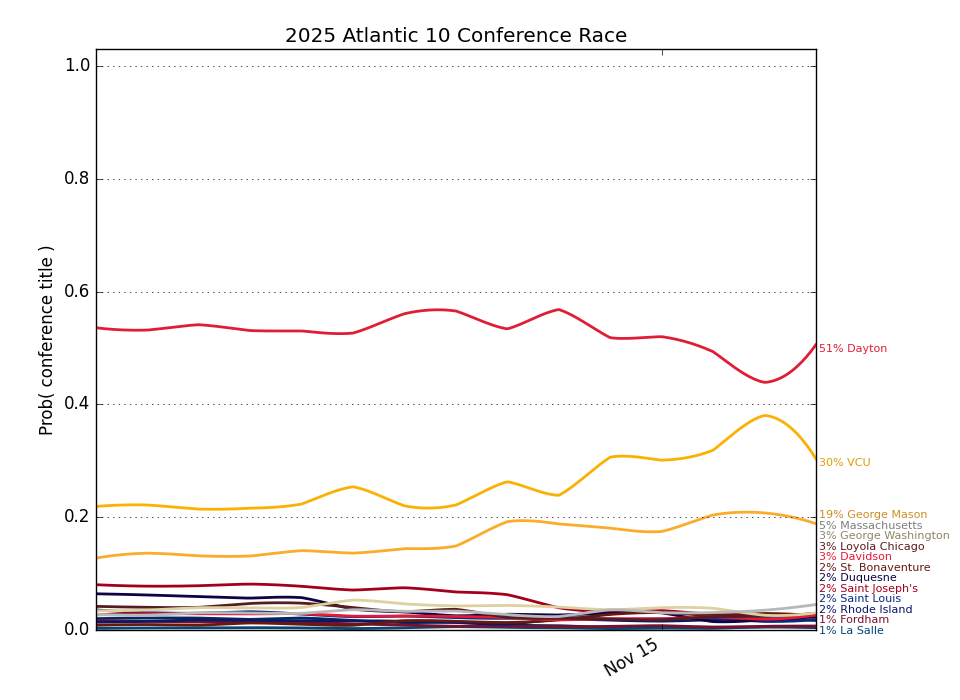 2025 Atlantic 10 Conference Race
1.0
0.8
0.6
0.4
0.2
0.0
Prob( conference title )
Nov 15
51% Dayton
30% VCU
19% George Mason
5% Massachusetts
3% George Washington
3% Loyola Chicago
3% Davidson
2% St. Bonaventure
2% Duquesne
2% Saint Joseph's
2% Saint Louis
2% Rhode Island
1% Fordham
1% La Salle